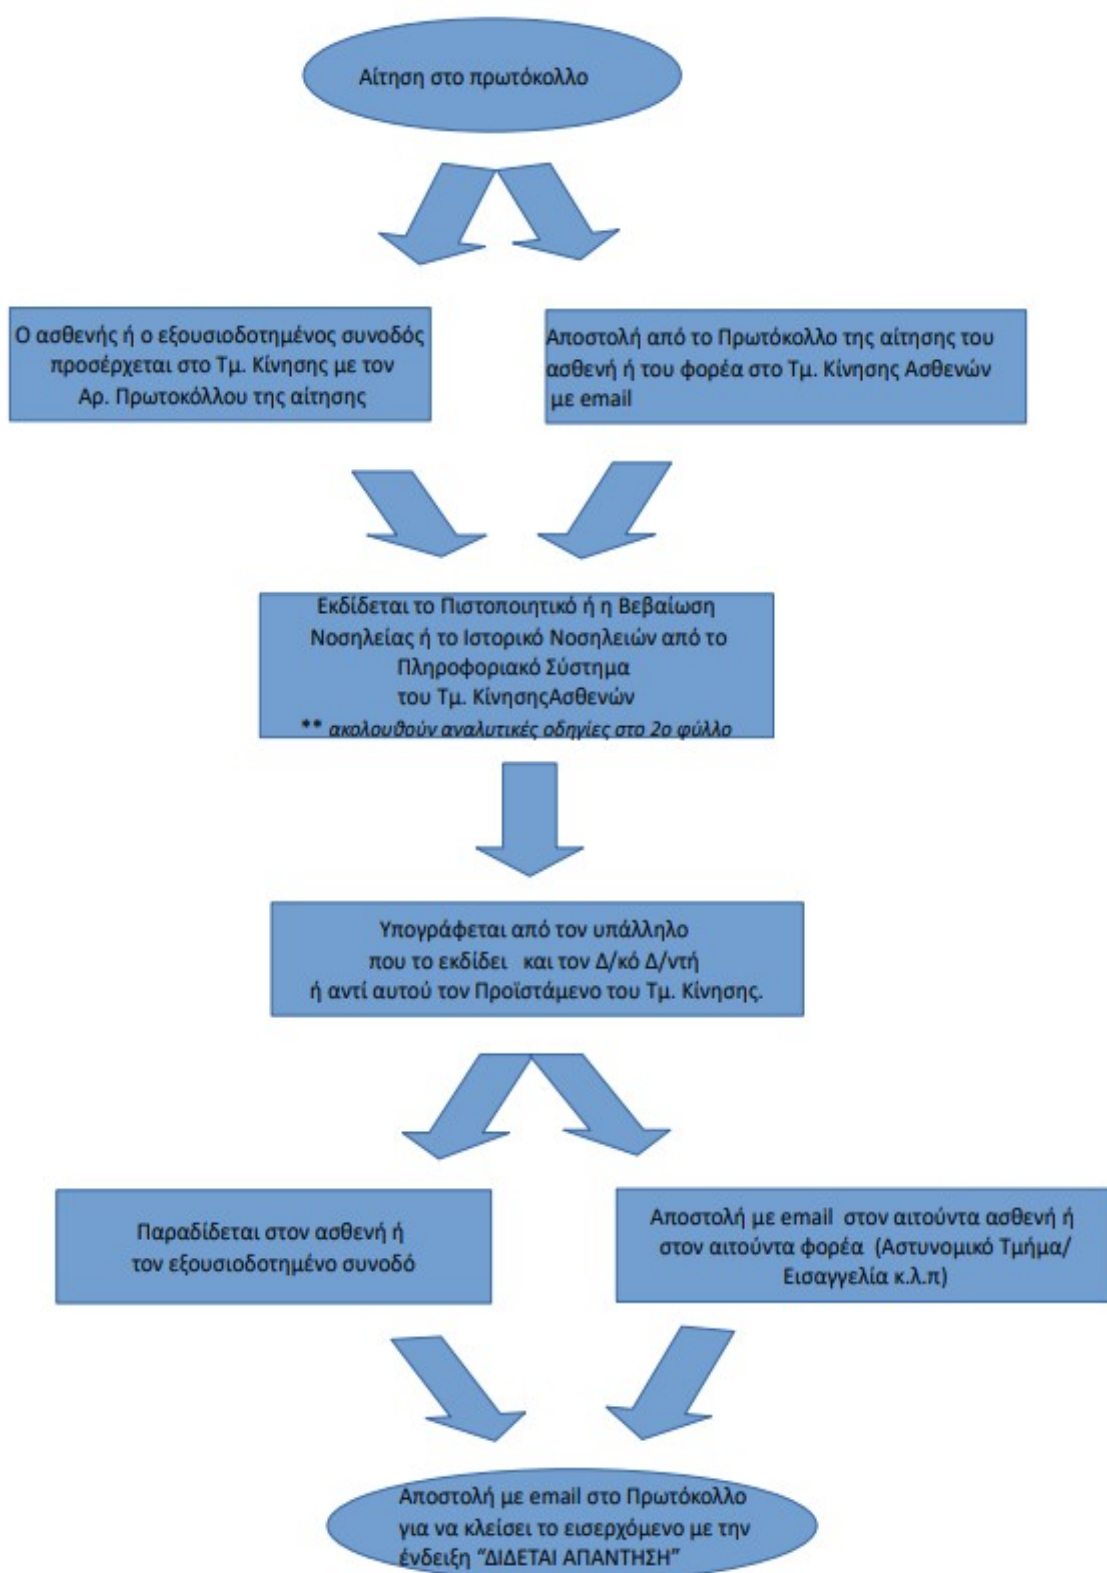 Αίτηση στο πρωτόκολλο
Ο ασθενής ή ο εξουσιοδοτημένος συνοδός
προσέρχεται στο Τμ. Κίνησης με τον
Αρ. Πρωτοκόλλου της αίτησης
Αποστολή από το Πρωτόκολλο της αίτησης του
ασθενή ή του φορέα στο Τμ. Κίνησης Ασθενών
με email
Εκδίδεται το Πιστοποιητικό ή η Βεβαίωση
Νοσηλείας ή το Ιστορικό Νοσηλειών από το
Πληροφοριακό Σύστημα
του Τμ. ΚίνησηςΑσθενών
** ακολουθούν αναλυτικές οδηγίες στο 2ο φύλλο
Υπογράφεται από τον υπάλληλο
που το εκδίδει και τον Δ/κό Δ/ντή
ή αντί αυτού τον Προϊστάμενο του Τμ. Κίνησης.
Παραδίδεται στον ασθενή ή
τον εξουσιοδοτημένο συνοδό
Αποστολή με email στον αιτούντα ασθενή ή
στον αιτούντα φορέα (Αστυνομικό Τμήμα/
Εισαγγελία κ.λ.π)
Αποστολή με email στο Πρωτόκολλο
για να κλείσει το εισερχόμενο με την
ένδειξη “ΔΙΔΕΤΑΙ ΑΠΑΝΤΗΣΗ”